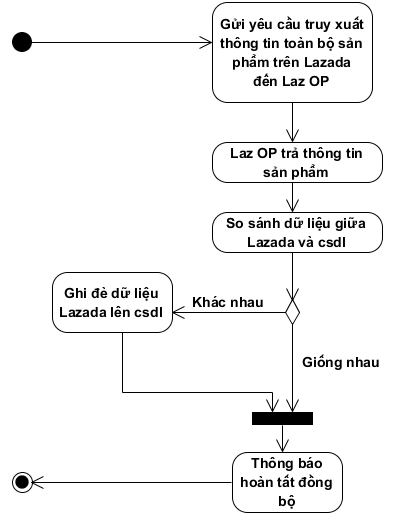 Gửi yêu cầu truy xuất
thông tin toàn bộ sản
phẩm trên Lazada
đến Laz OP
Laz OP trả thông tin
sản phẩm
So sánh dữ liệu giữa
Lazada và csdl
Ghi đè dữ liệu
Lazada lên csdl
Khác nhau
Giống nhau
Thông báo
hoàn tất đồng
bộ